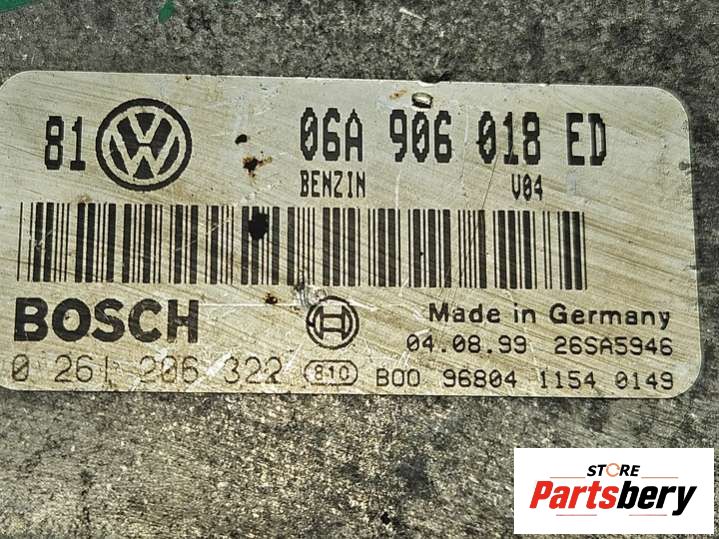 81 VW 06A 906 018 ED
BENZIN V04
BOSCH Made in Germany
04.08.99 26SA5946
0 261 206 322 810 B00 96804 1154 0149
STORE
Partsbery